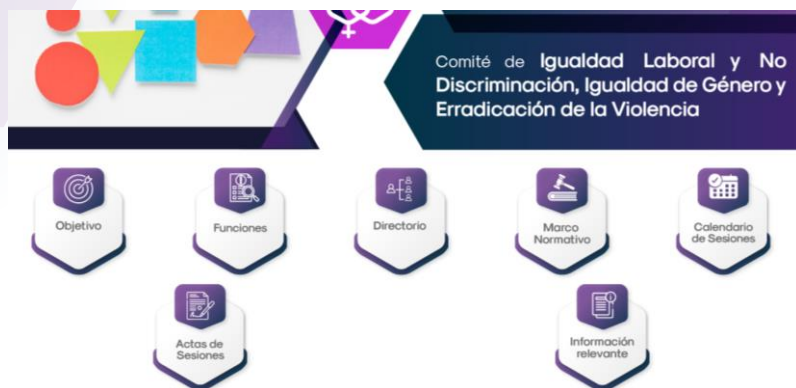 Comité de Igualdad Laboral y No
Discriminación, Igualdad de Género y
Erradicación de la Violencia
Objetivo
Funciones
Directorio
Marco
Normativo
Calendario
de Sesiones
Actas de
Sesiones
Información
relevante